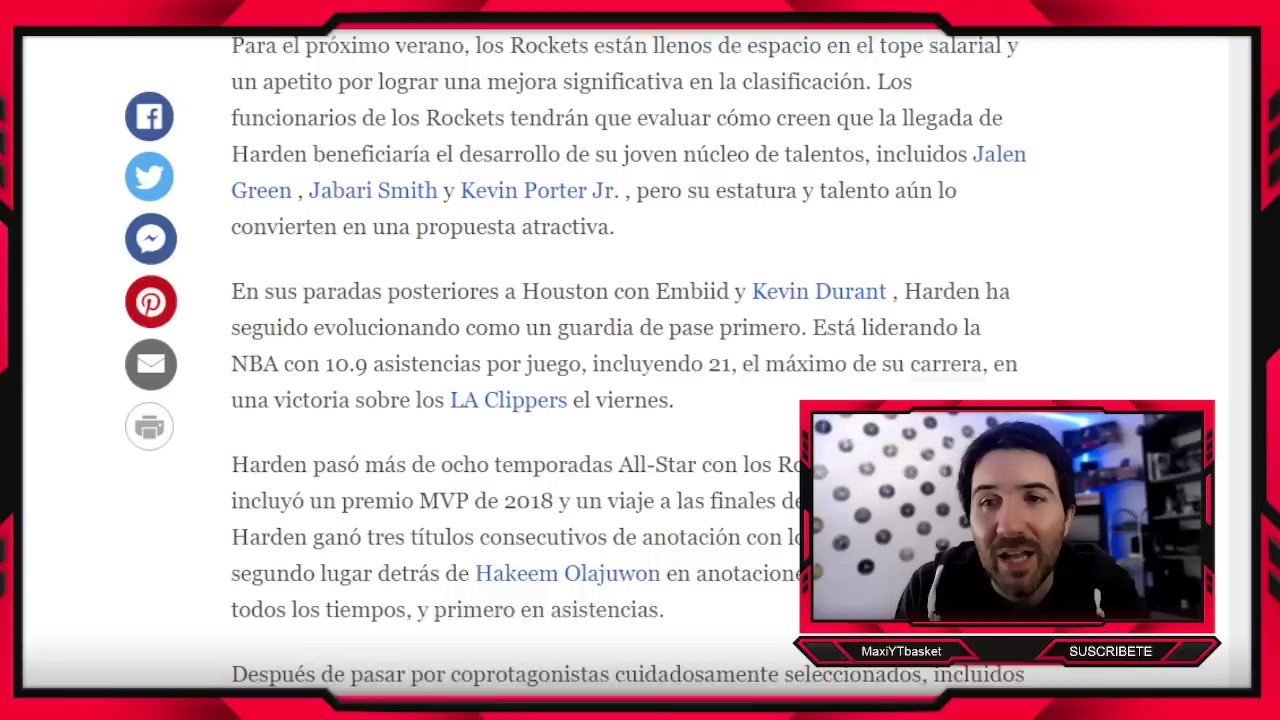 Para el próximo verano, los Rockets están llenos de espacio en el tope salarial y
un apetito por lograr una mejora significativa en la clasificación. Los
funcionarios de los Rockets tendrán que evaluar cómo creen que la llegada de
Harden beneficiaría el desarrollo de su joven núcleo de talentos, incluidos Jalen
Green , Jabari Smith y Kevin Porter Jr. , pero su estatura y talento aún lo
convierten en una propuesta atractiva.
En sus paradas posteriores a Houston con Embiid y Kevin Durant , Harden ha
seguido evolucionando como un guardia de pase primero. Está liderando la
NBA con 10.9 asistencias por juego, incluyendo 21, el máximo de su carrera, en
una victoria sobre los LA Clippers el viernes.
Harden pasó más de ocho temporadas All-Star con los
incluyó un premio MVP de 2018 y un viaje a las finales
Harden ganó tres títulos consecutivos de anotación con
segundo lugar detrás de Hakeem Olajuwon en
todos los tiempos, y primero en asistencias.
Después de pasar por coprotagonistas cuidadosamente seleccionados, incluidos
MaxiYTbasket
SUSCRIBETE